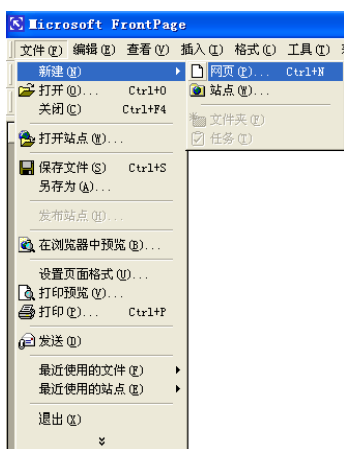 Microsoft FrontPage
文件(F) 编辑(E) 查看(V) 插入(I) 格式(O) 工具(T)
新建(N)
网页(P)... Ctrl+N
站点(W)...
文件夹(F)
任务(T)
打开(O)... Ctrl+O
关闭(C) Ctrl+F4
打开站点(W)...
保存文件(S) Ctrl+S
另存为(A)...
发布站点(H)...
在浏览器中预览(B)...
设置页面格式(U)...
打印预览(V)...
打印(P)... Ctrl+P
发送(D)
最近使用的文件(F)
最近使用的站点(E)
退出(X)